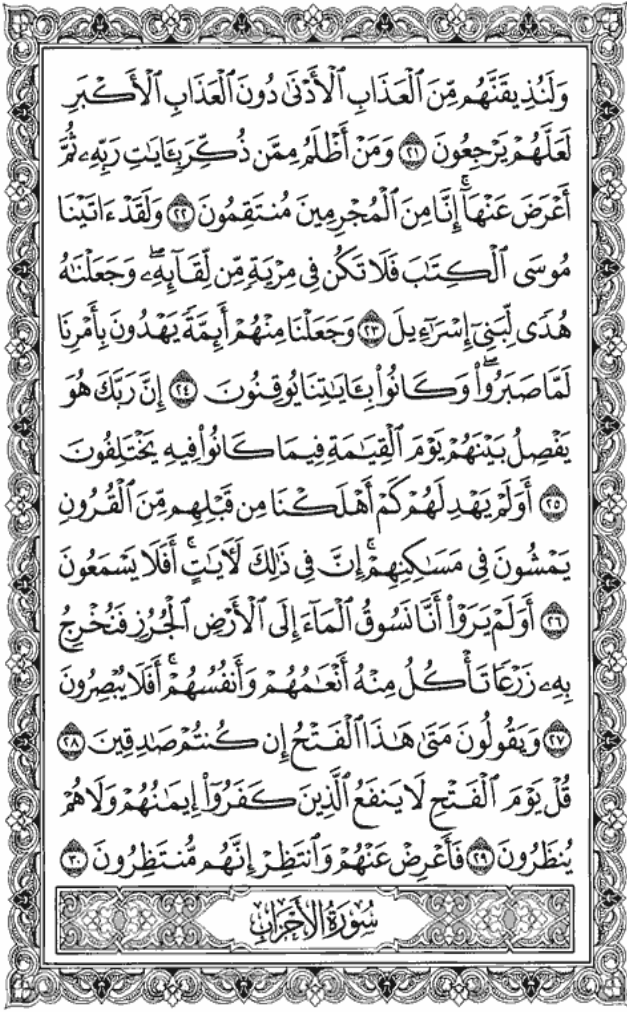 وَلَنُذِيقَنَّهُم مِّنَ ٱلْعَذَابِ ٱلْأَدْنَىٰ دُونَ ٱلْعَذَابِ ٱلْأَكْبَرِ
لَعَلَّهُمْ يَرْجِعُونَ ٢١ وَمَنْ أَظْلَمُ مِمَّن ذُكِّرَ بِـَٔايَٰتِ رَبِّهِۦ ثُمَّ
أَعْرَضَ عَنْهَآ ۚ إِنَّا مِنَ ٱلْمُجْرِمِينَ مُنتَقِمُونَ ٢٢ وَلَقَدْ ءَاتَيْنَا
مُوسَى ٱلْكِتَٰبَ فَلَا تَكُن فِى مِرْيَةٍ مِّن لِّقَآئِهِۦ ۖ وَجَعَلْنَٰهُ
هُدًى لِّبَنِىٓ إِسْرَٰٓءِيلَ ٢٣ وَجَعَلْنَا مِنْهُمْ أَئِمَّةً يَهْدُونَ بِأَمْرِنَا
لَمَّا صَبَرُوا۟ ۖ وَكَانُوا۟ بِـَٔايَٰتِنَا يُوقِنُونَ ٢٤ إِنَّ رَبَّكَ هُوَ
يَفْصِلُ بَيْنَهُمْ يَوْمَ ٱلْقِيَٰمَةِ فِيمَا كَانُوا۟ فِيهِ يَخْتَلِفُونَ
٢٥ أَوَلَمْ يَهْدِ لَهُمْ كَمْ أَهْلَكْنَا مِن قَبْلِهِم مِّنَ ٱلْقُرُونِ
يَمْشُونَ فِى مَسَٰكِنِهِمْ ۚ إِنَّ فِى ذَٰلِكَ لَـَٔايَٰتٍ ۖ أَفَلَا يَسْمَعُونَ
٢٦ أَوَلَمْ يَرَوْا۟ أَنَّا نَسُوقُ ٱلْمَآءَ إِلَى ٱلْأَرْضِ ٱلْجُرُزِ فَنُخْرِجُ
بِهِۦ زَرْعًا تَأْكُلُ مِنْهُ أَنْعَٰمُهُمْ وَأَنفُسُهُمْ ۖ أَفَلَا يُبْصِرُونَ
٢٧ وَيَقُولُونَ مَتَىٰ هَٰذَا ٱلْفَتْحُ إِن كُنتُمْ صَٰدِقِينَ ٢٨
قُلْ يَوْمَ ٱلْفَتْحِ لَا يَنفَعُ ٱلَّذِينَ كَفَرُوٓا۟ إِيمَٰنُهُمْ وَلَا هُمْ
يُنظَرُونَ ٢٩ فَأَعْرِضْ عَنْهُمْ وَٱنتَظِرْ إِنَّهُم مُّنتَظِرُونَ ٣٠
سُورَةُ الأَحْزَابِ